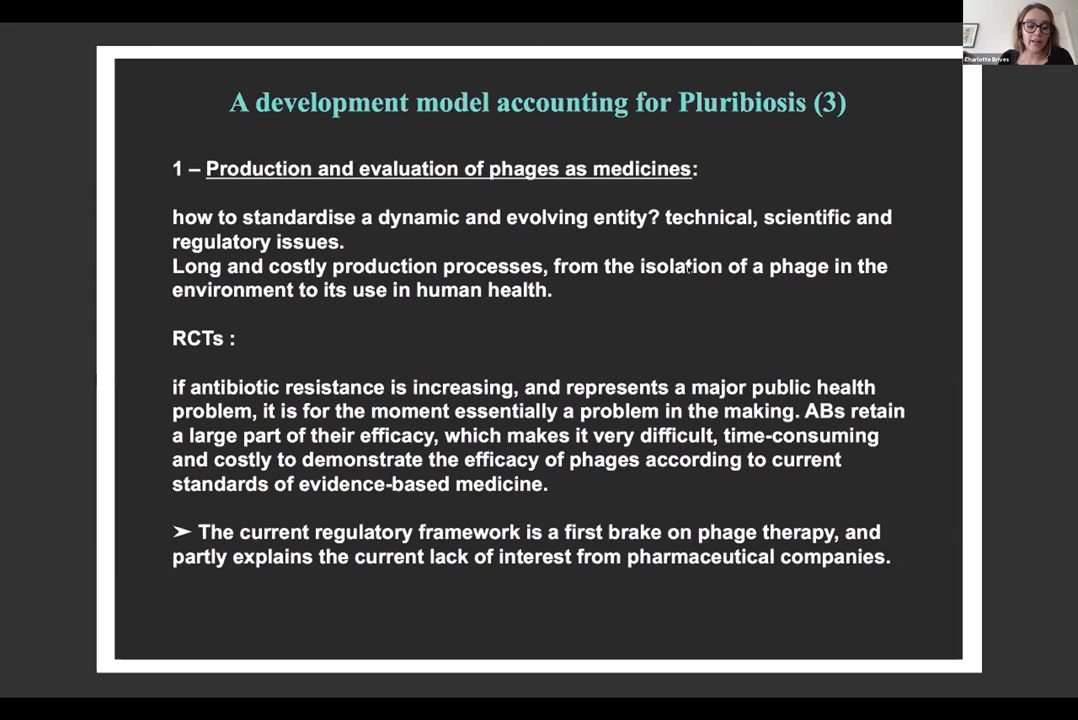 Charlotte Brives
A development model accounting for Pluribiosis (3)
1 – Production and evaluation of phages as medicines:
how to standardise a dynamic and evolving entity? technical, scientific and
regulatory issues.
Long and costly production processes, from the isolation of a phage in the
environment to its use in human health.
RCTs :
if antibiotic resistance is increasing, and represents a major public health
problem, it is for the moment essentially a problem in the making. ABs retain
a large part of their efficacy, which makes it very difficult, time-consuming
and costly to demonstrate the efficacy of phages according to current
standards of evidence-based medicine.
➤ The current regulatory framework is a first brake on phage therapy, and
partly explains the current lack of interest from pharmaceutical companies.